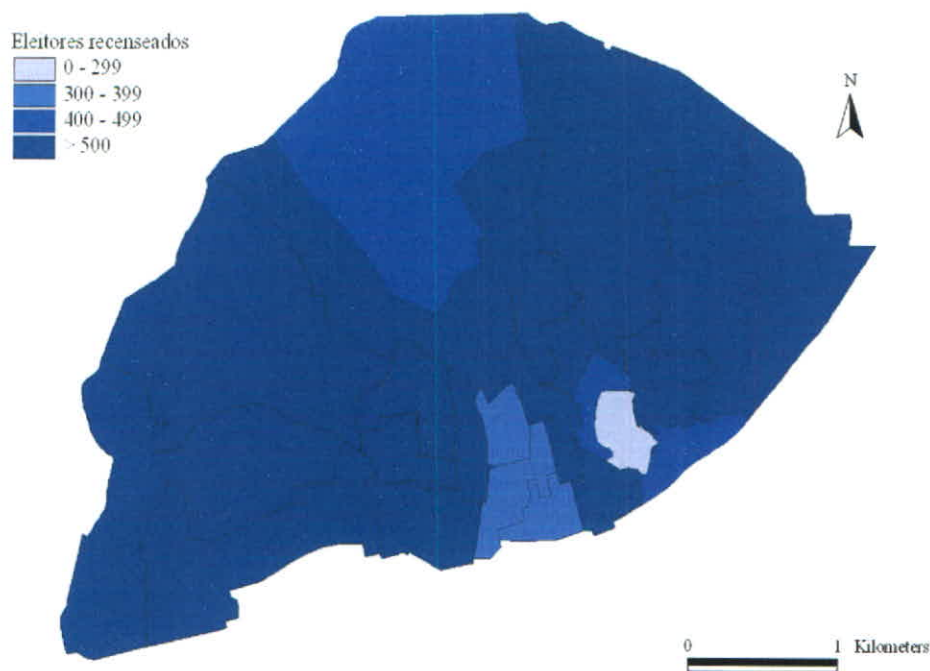 Eleitores recenseados
0 - 299
300 - 399
400 - 499
> 500
N
0 1 Kilometers